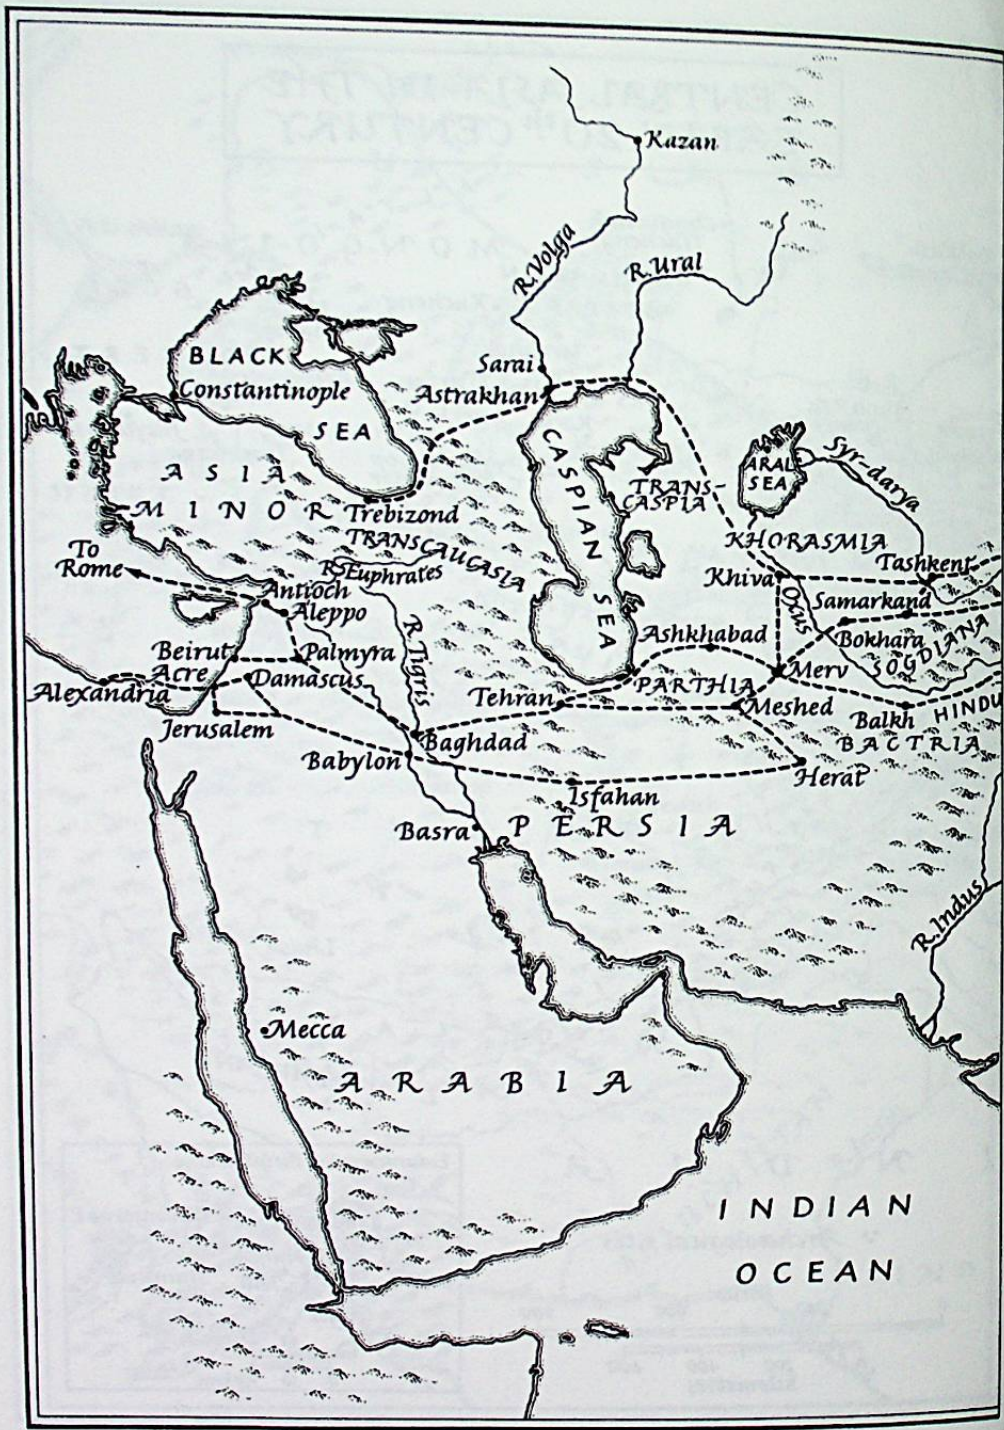 Kazan
R.Volga
R.Ural
BLACK
SEA
Constantinople
Sarai
Astrakhan
CASPIAN SEA
ARAL
SEA
Syr-darya
TRANS-
CASPIA
ASIA
MINOR
Trebizond
TRANSCAUCASIA
KHORASMIA
Tashkent
To
Rome
R.Euphrates
Khiva
Antioch
Aleppo
Oxus
Samarkand
R.Tigris
Ashkhabad
Bokhara
SOGDIANA
Beirut
Palmyra
Acre
Damascus
Merv
PARTHIA
Alexandria
Tehran
Meshed
Balkh
HINDU
Jerusalem
Baghdad
BACTRIA
Babylon
Herat
Isfahan
Basra
PERSIA
R.Indus
Mecca
ARABIA
INDIAN
OCEAN